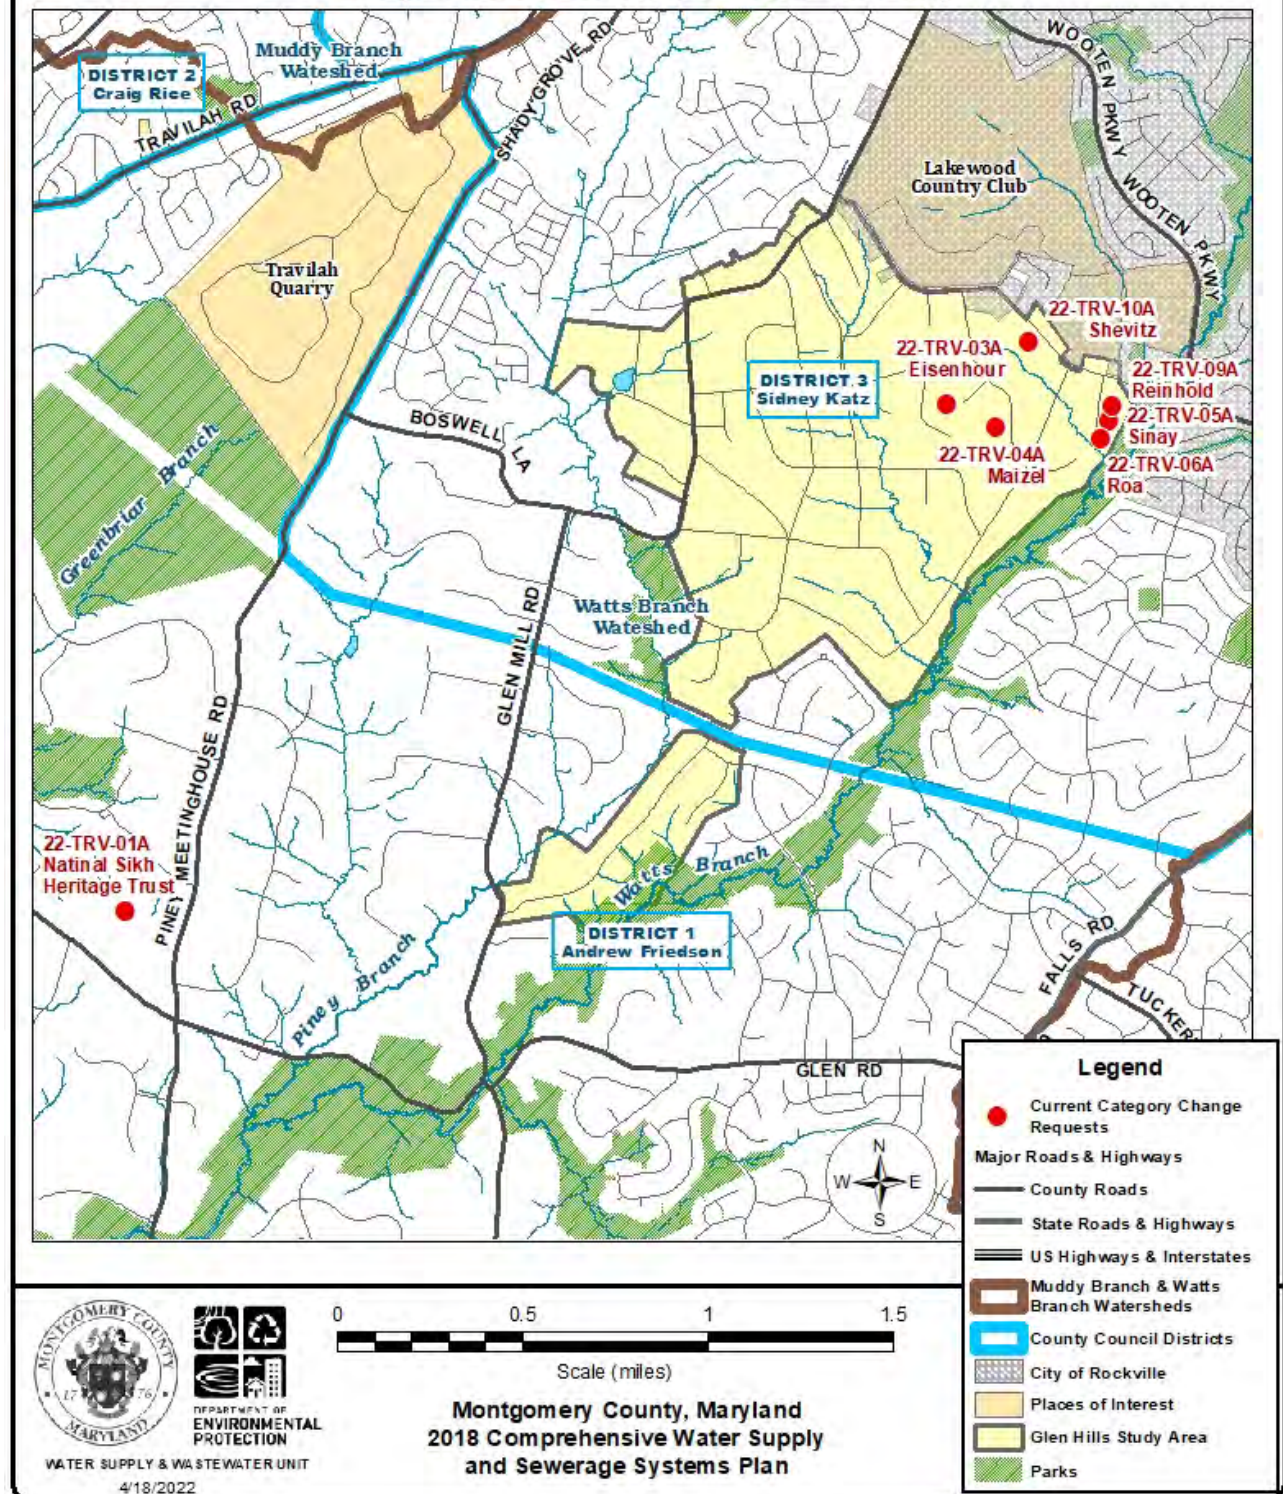 Muddy Branch
Wateshed
DISTRICT 2
Craig Rice
TRAVILAH RD
SHADY GROVE RD
WOOTEN PKWY
WOOTEN PKWY
Lakewood
Country Club
Travilah
Quarry
22-TRV-10A
Shevitz
22-TRV-03A
Eisenhour
22-TRV-09A
Reinhold
DISTRICT 3
Sidney Katz
22-TRV-05A
Sinay
BOSWELL LA
22-TRV-04A
Maizel
22-TRV-06A
Roa
Greenbriar Branch
Watts Branch
Wateshed
GLEN MILL RD
PINEY MEETINGHOUSE RD
22-TRV-01A
Natinal Sikh
Heritage Trust
Watts Branch
DISTRICT 1
Andrew Friedson
Piney Branch
FALLS RD
TUCKER
GLEN RD
N
W E
S
Legend
Current Category Change
Requests
Major Roads & Highways
County Roads
State Roads & Highways
US Highways & Interstates
Muddy Branch & Watts
Branch Watersheds
County Council Districts
City of Rockville
Places of Interest
Glen Hills Study Area
Parks
MONTGOMERY COUNTY
17 76
MARYLAND
DEPARTMENT OF
ENVIRONMENTAL
PROTECTION
WATER SUPPLY & WASTEWATER UNIT
4/18/2022
0 0.5 1 1.5
Scale (miles)
Montgomery County, Maryland
2018 Comprehensive Water Supply
and Sewerage Systems Plan